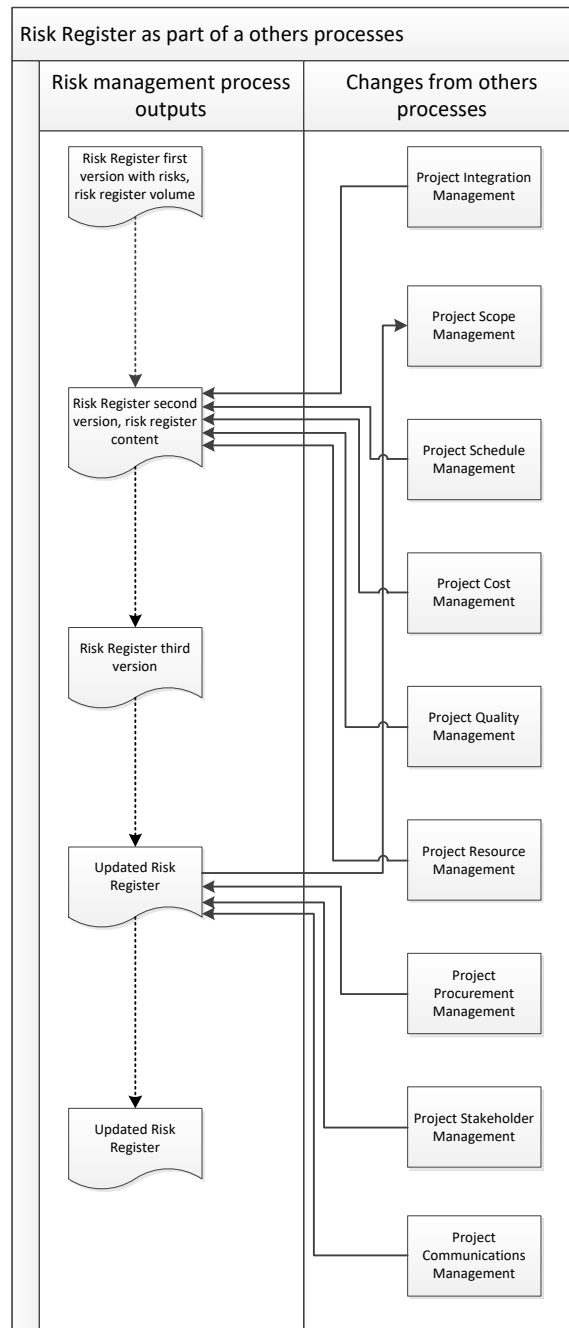 Risk Register as part of a others processes
Risk management process
outputs
Changes from others
processes
Risk Register first
version with risks,
risk register volume
Project Integration
Management
Project Scope
Management
Risk Register second
version, risk register
content
Project Schedule
Management
Project Cost
Management
Risk Register third
version
Project Quality
Management
Updated Risk
Register
Project Resource
Management
Project
Procurement
Management
Updated Risk
Register
Project Stakeholder
Management
Project
Communications
Management